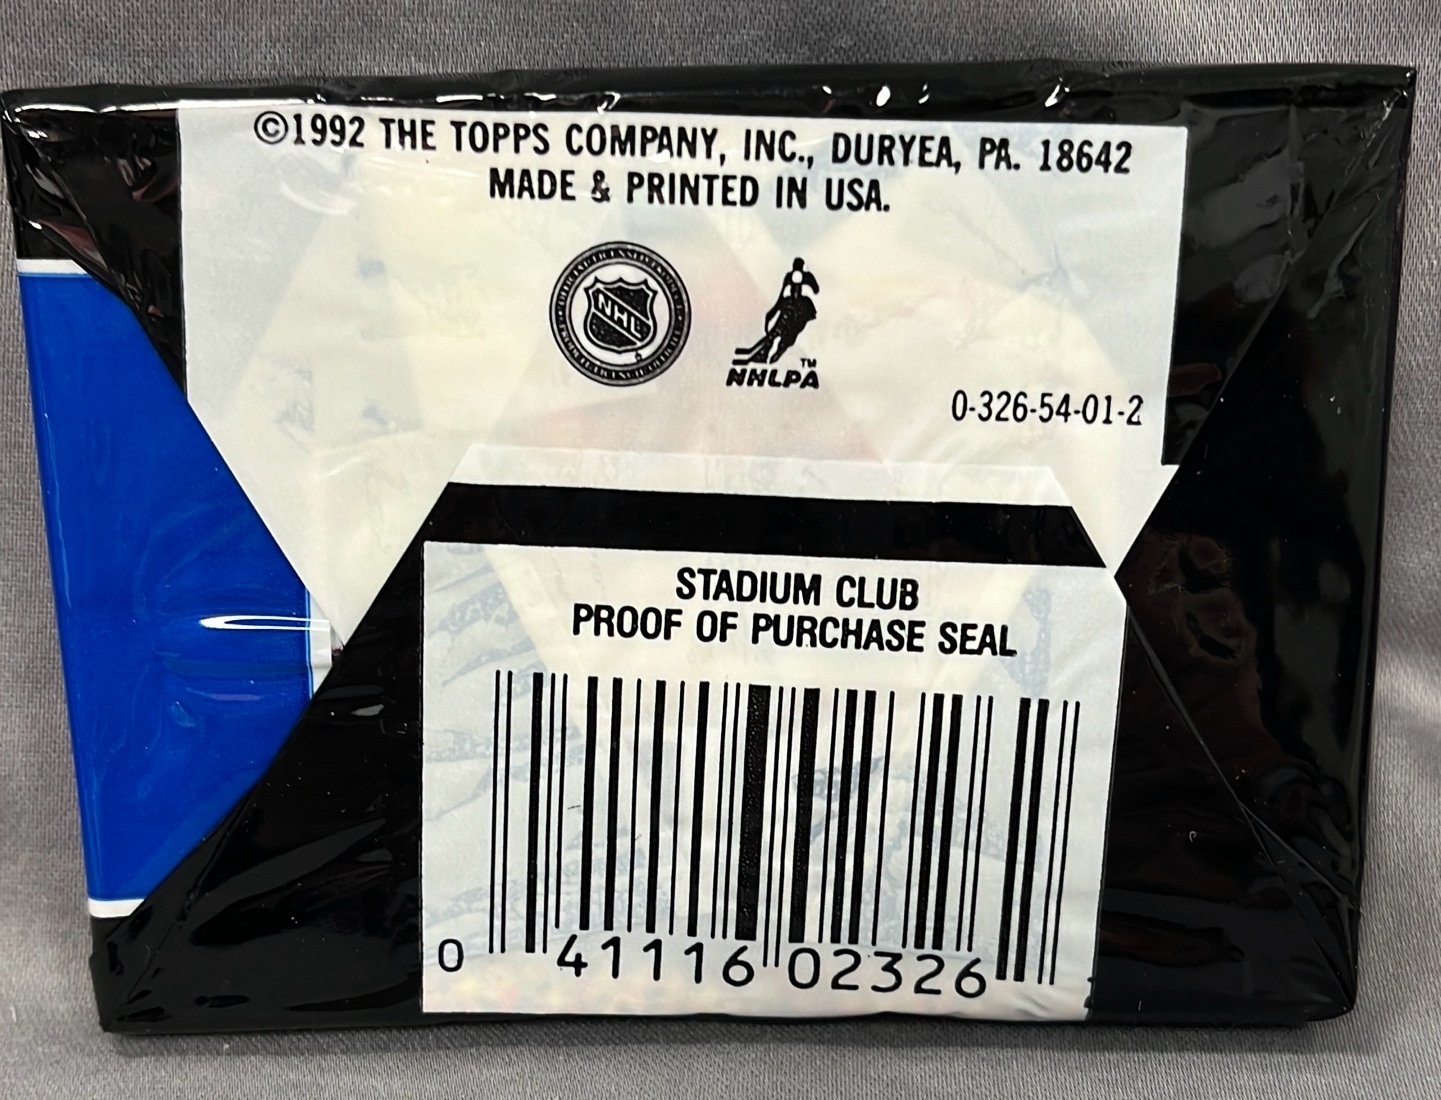 ©1992 THE TOPPS COMPANY, INC., DURYEA, PA. 18642
MADE & PRINTED IN USA.
NHL
TM
NHLPA
0-326-54-01-2
STADIUM CLUB
PROOF OF PURCHASE SEAL
0 41116 02326